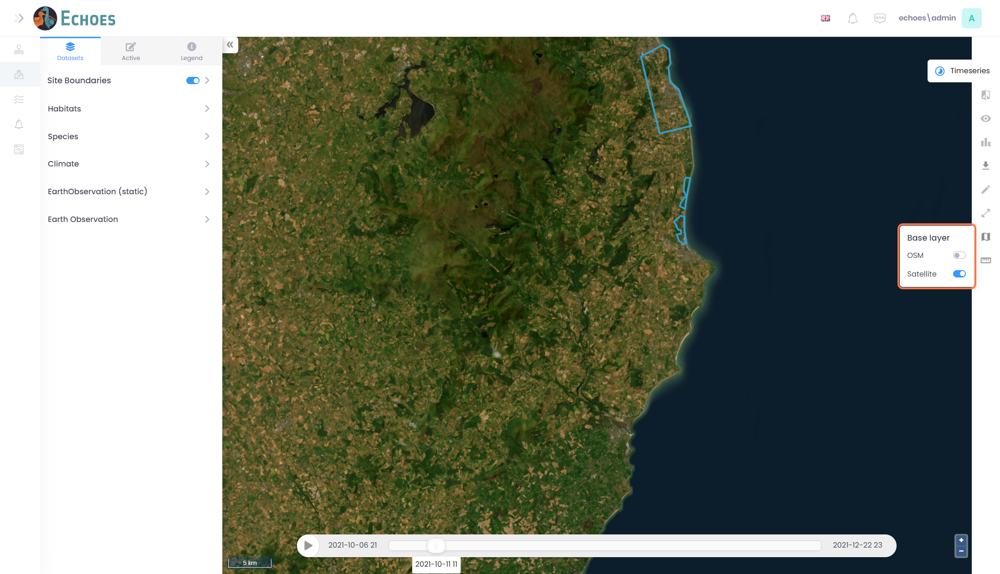 ECHOES
echoes\admin
A
Datasets
Active
Legend
Timeseries
Site Boundaries
Habitats
Species
Climate
EarthObservation (static)
Earth Observation
Base layer
OSM
Satellite
2021-10-06 21
2021-12-22 23
2021-10-11 11
5 km
+
−